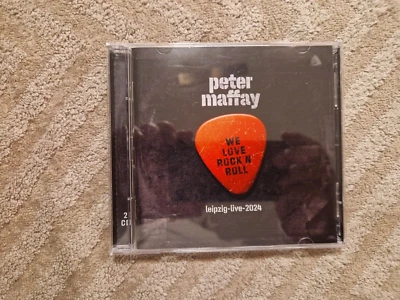 peter
maffay
WE
LOVE
ROCK'N
ROLL
leipzig-live-2024
2
CD